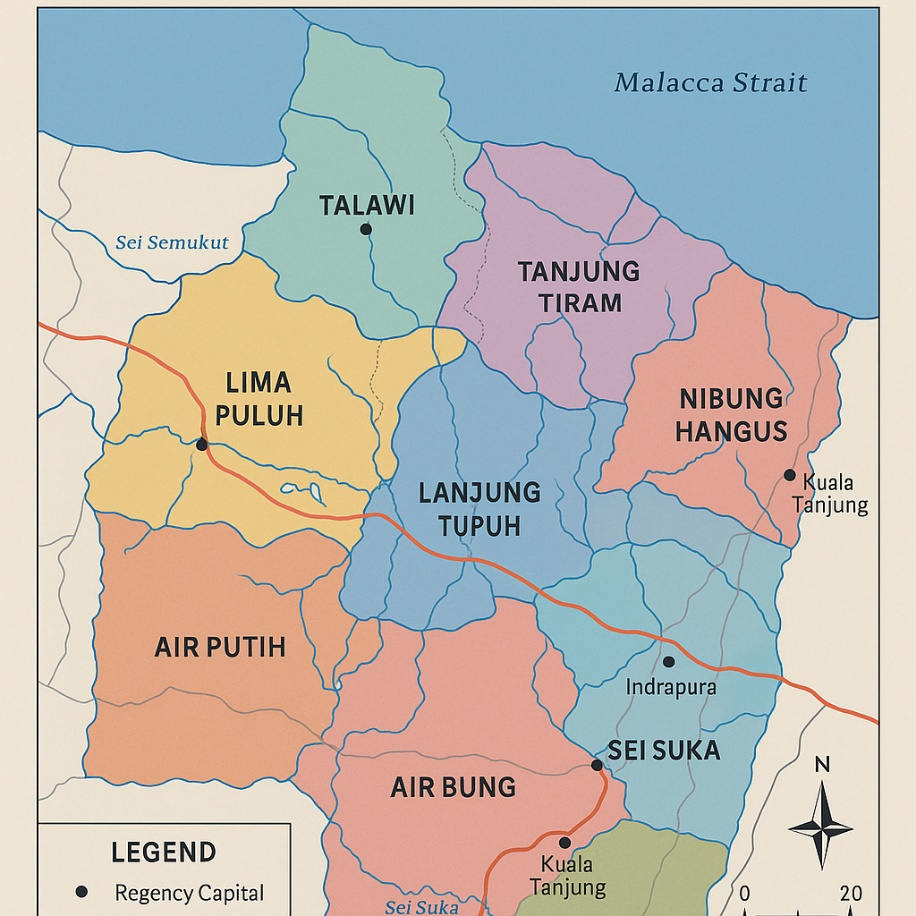 Malacca Strait
TALAWI
Sei Semukut
TANJUNG
TIRAM
LIMA
PULUH
NIBUNG
HANGUS
Kuala
Tanjung
LANJUNG
TUPUH
AIR PUTIH
Indrapura
SEI SUKA
AIR BUNG
N
Kuala
Tanjung
Sei Suka
LEGEND
Regency Capital
0 20